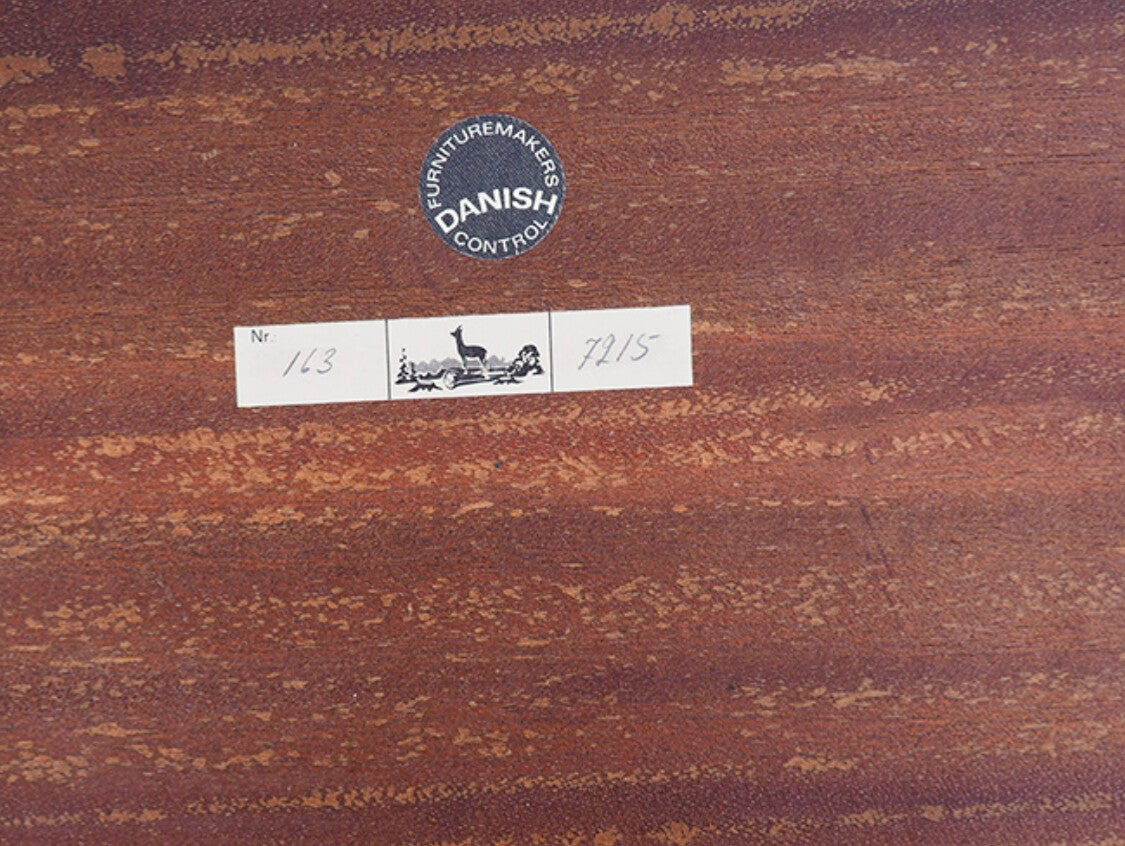 FURNITUREMAKERS
DANISH
CONTROL
Nr.: 163
7215